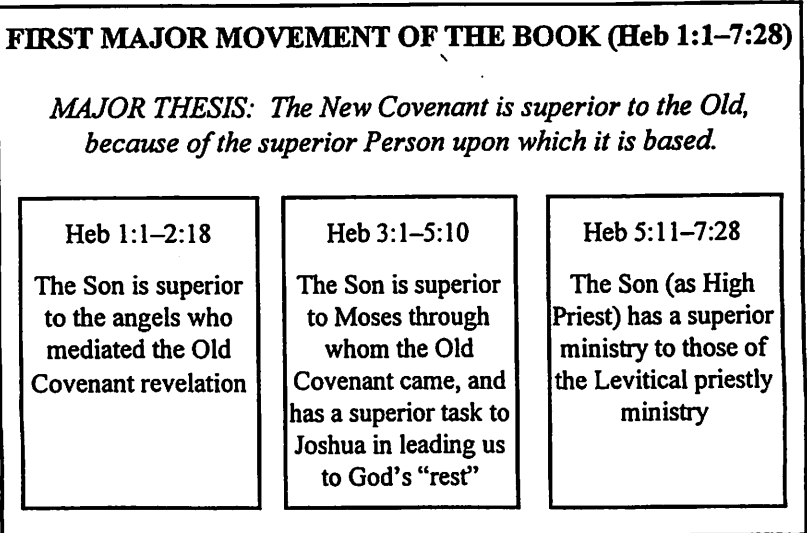 FIRST MAJOR MOVEMENT OF THE BOOK (Heb 1:1–7:28)
MAJOR THESIS: The New Covenant is superior to the Old,
because of the superior Person upon which it is based.
Heb 1:1–2:18
The Son is superior
to the angels who
mediated the Old
Covenant revelation
Heb 3:1–5:10
The Son is superior
to Moses through
whom the Old
Covenant came, and
has a superior task to
Joshua in leading us
to God's “rest”
Heb 5:11–7:28
The Son (as High
Priest) has a superior
ministry to those of
the Levitical priestly
ministry